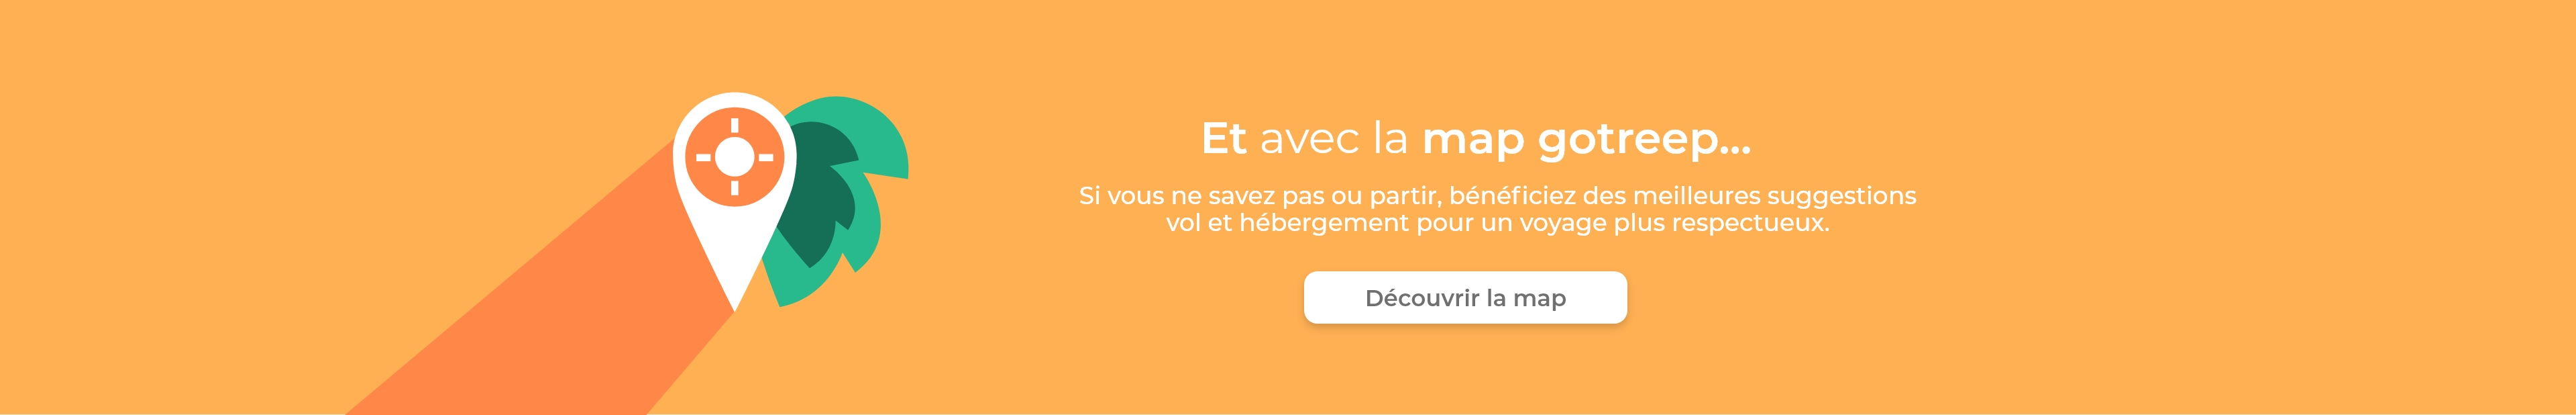 Et avec la map gotreep...
Si vous ne savez pas ou partir, bénéficiez des meilleures suggestions
vol et hébergement pour un voyage plus respectueux.
Découvrir la map